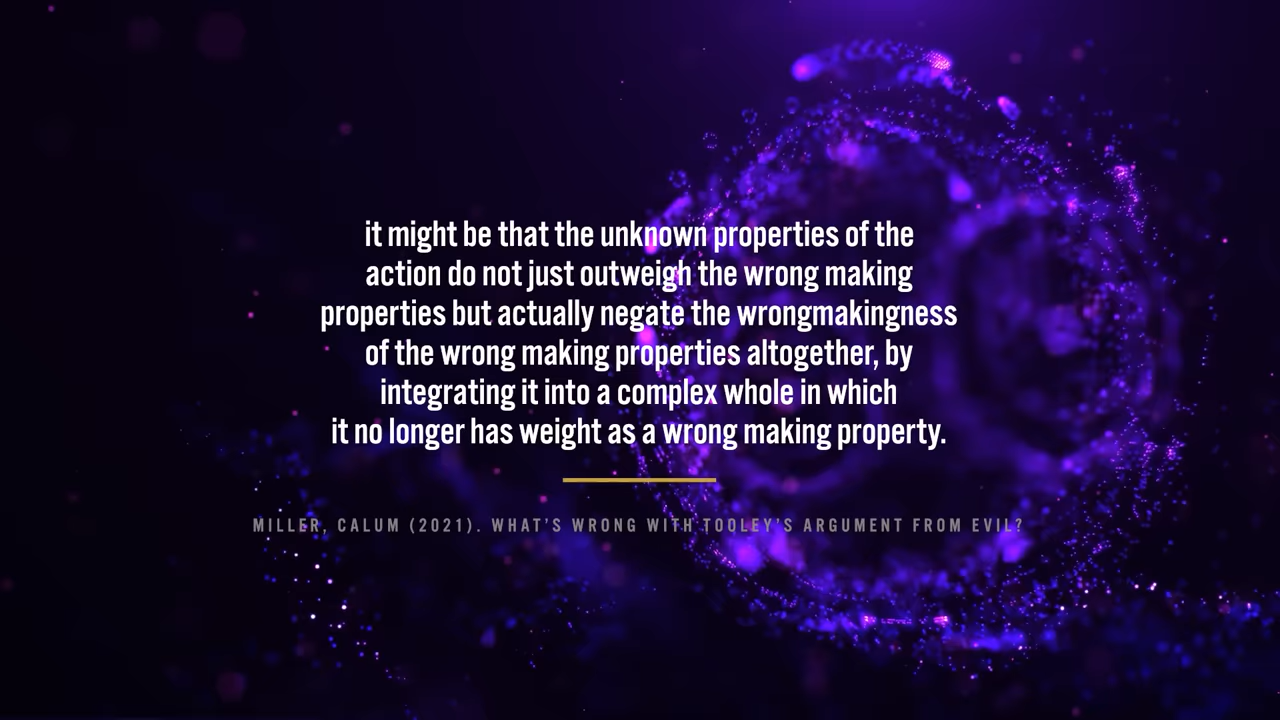 it might be that the unknown properties of the
action do not just outweigh the wrong making
properties but actually negate the wrongmakingness
of the wrong making properties altogether, by
integrating it into a complex whole in which
it no longer has weight as a wrong making property.
MILLER, CALUM (2021). WHAT'S WRONG WITH TOOLEY'S ARGUMENT FROM EVIL?